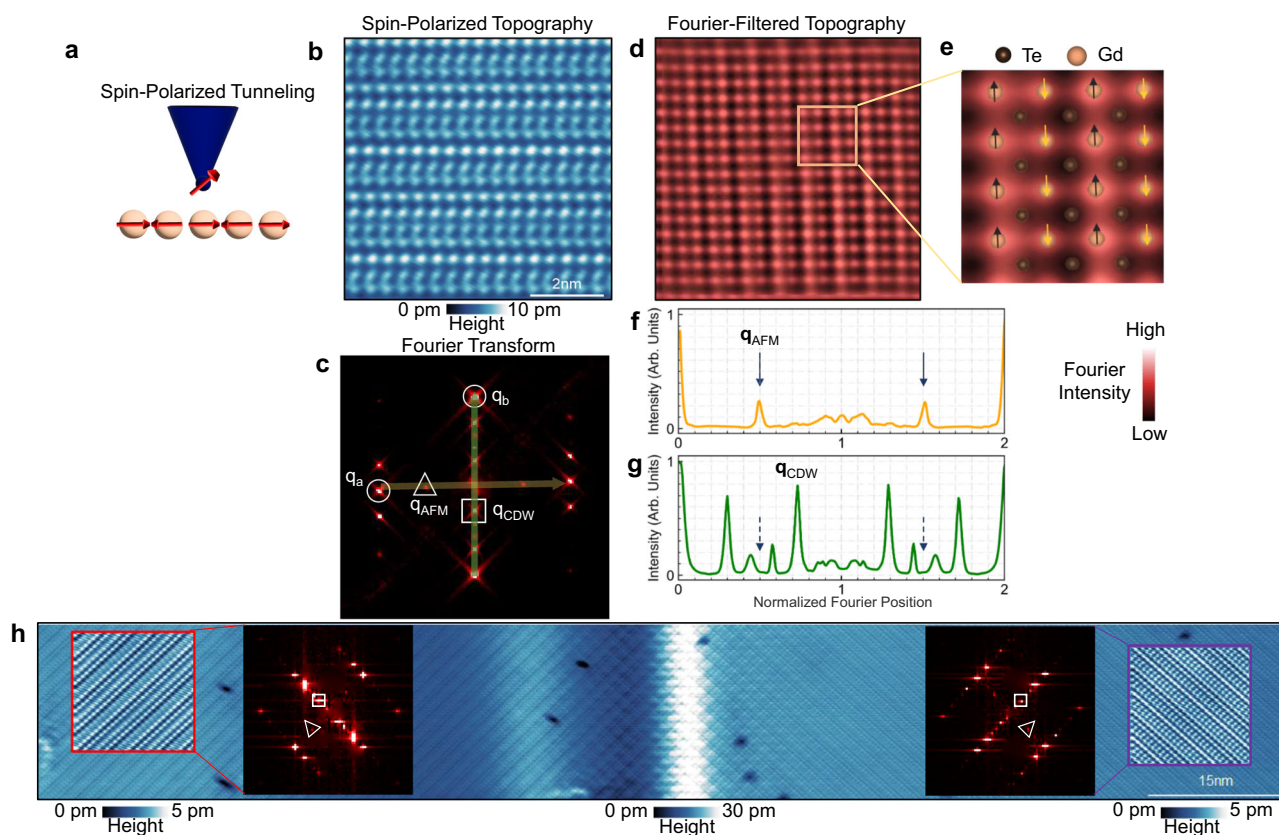 a
Spin-Polarized Tunneling
b
Spin-Polarized Topography
2nm
0 pm 10 pm
Height
c
Fourier Transform
q_b
q_a
q_AFM
q_CDW
d
Fourier-Filtered Topography
e
Te Gd
f
Intensity (Arb. Units)
1
0
q_AFM
0 1 2
High
Fourier
Intensity
Low
g
Intensity (Arb. Units)
1
0
q_CDW
0 1 2
Normalized Fourier Position
h
15nm
0 pm 5 pm
Height
0 pm 30 pm
Height
0 pm 5 pm
Height